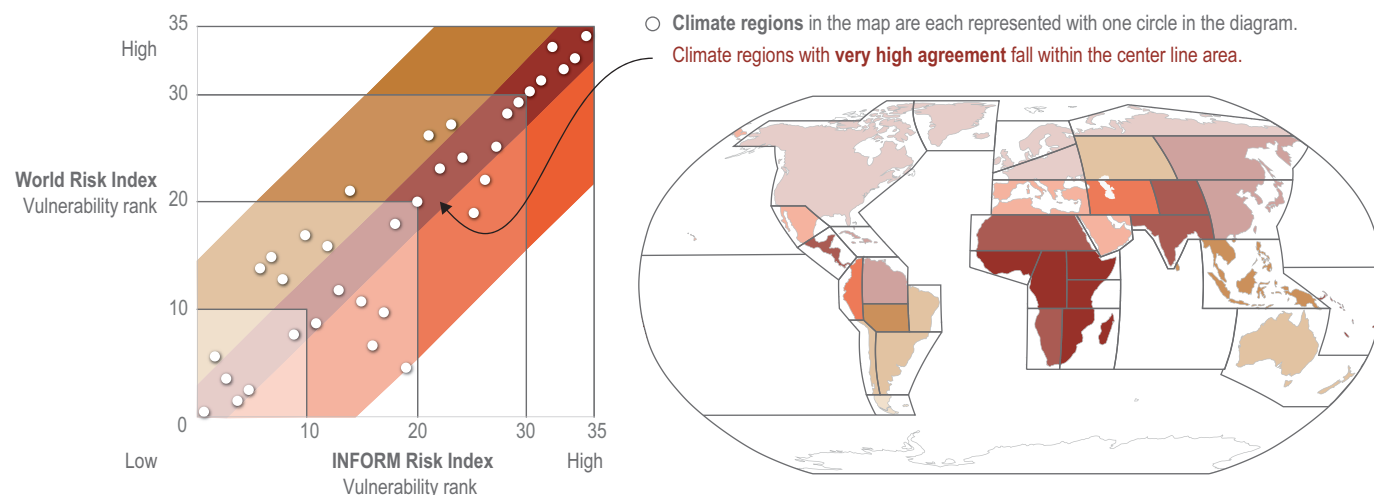 35
High
30
World Risk Index
Vulnerability rank
20
10
0
10
20
30
35
Low
INFORM Risk Index
High
Vulnerability rank
Climate regions in the map are each represented with one circle in the diagram.
Climate regions with very high agreement fall within the center line area.